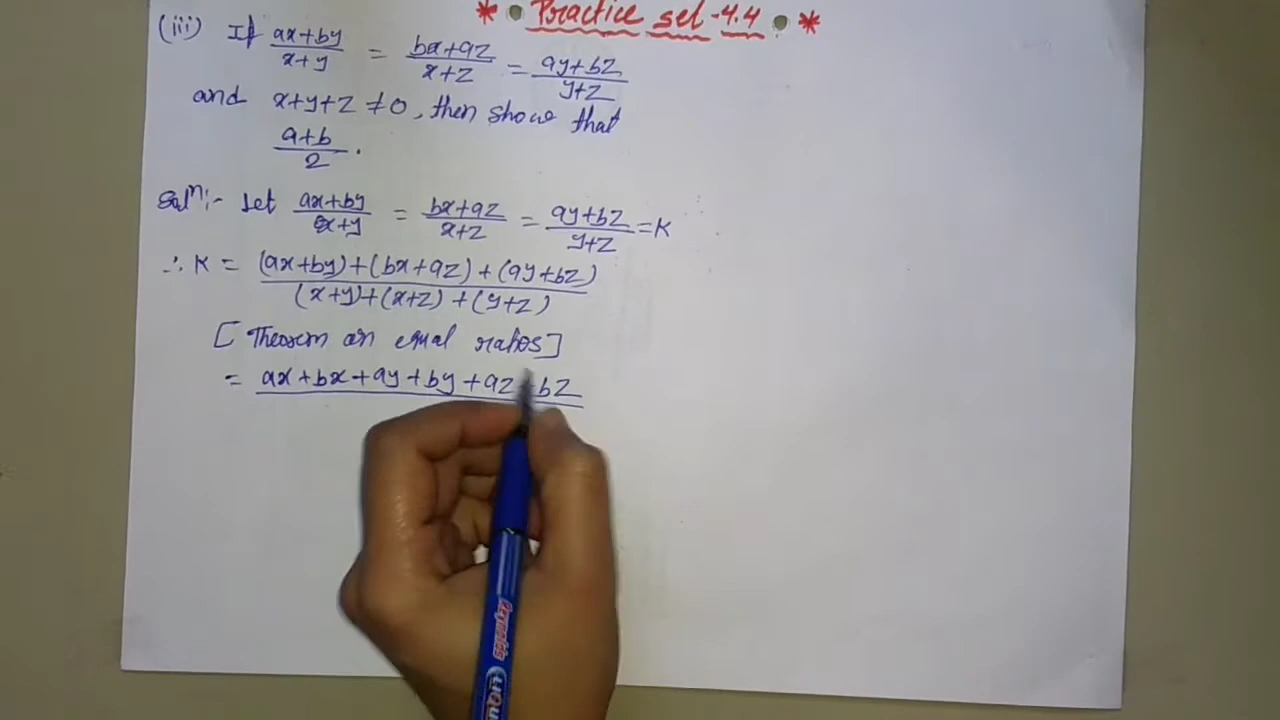 * • Practice set - 4.4 • *
(iii) If (ax+by)/(x+y) = (bx+az)/(x+z) = (ay+bz)/(y+z)
and x+y+z ≠ 0, then show that
(a+b)/2 .
Solⁿ:- Let (ax+by)/(x+y) = (bx+az)/(x+z) = (ay+bz)/(y+z) = K
∴ K = ((ax+by)+(bx+az)+(ay+bz))/((x+y)+(x+z)+(y+z))
[Theorem on equal ratios]
= ax+bx+ay+by+az+bz
Reynolds